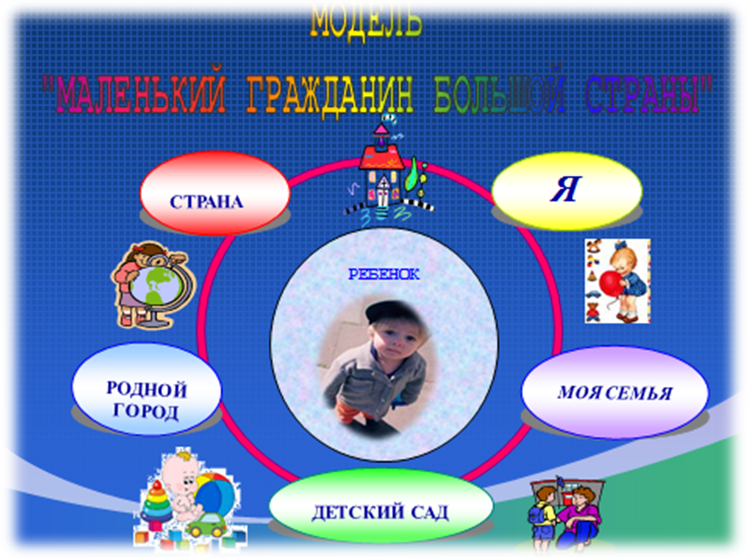 МОДЕЛЬ
"МАЛЕНЬКИЙ ГРАЖДАНИН БОЛЬШОЙ СТРАНЫ"
СТРАНА
Я
РЕБЕНОК
РОДНОЙ
ГОРОД
МОЯ СЕМЬЯ
ДЕТСКИЙ САД